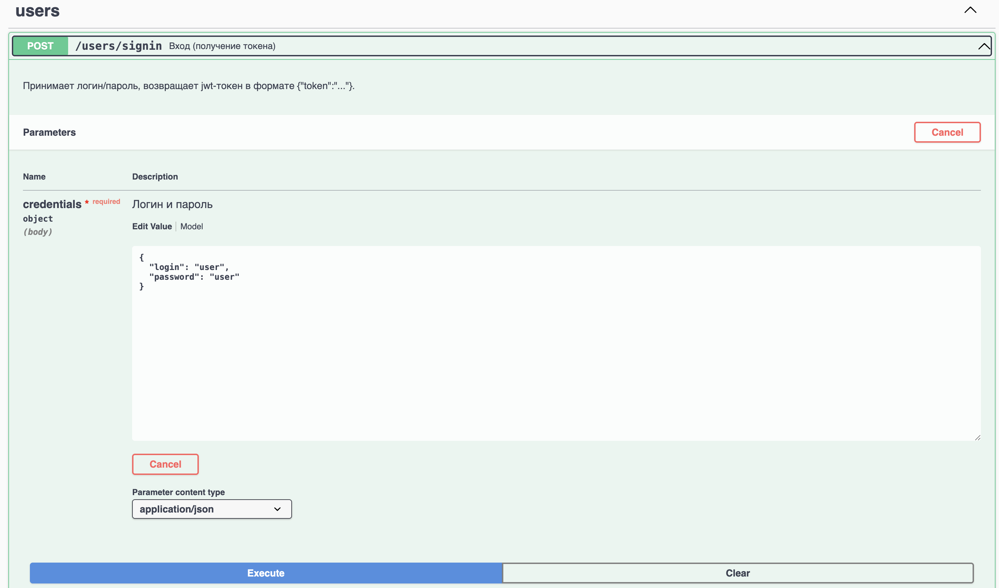 users
POST /users/signin Вход (получение токена)
Принимает логин/пароль, возвращает jwt-токен в формате {"token":"..."}.
Parameters Cancel
Name Description
credentials * required Логин и пароль
object
(body)
Edit Value Model
{
  "login": "user",
  "password": "user"
}
Cancel
Parameter content type
application/json
Execute Clear